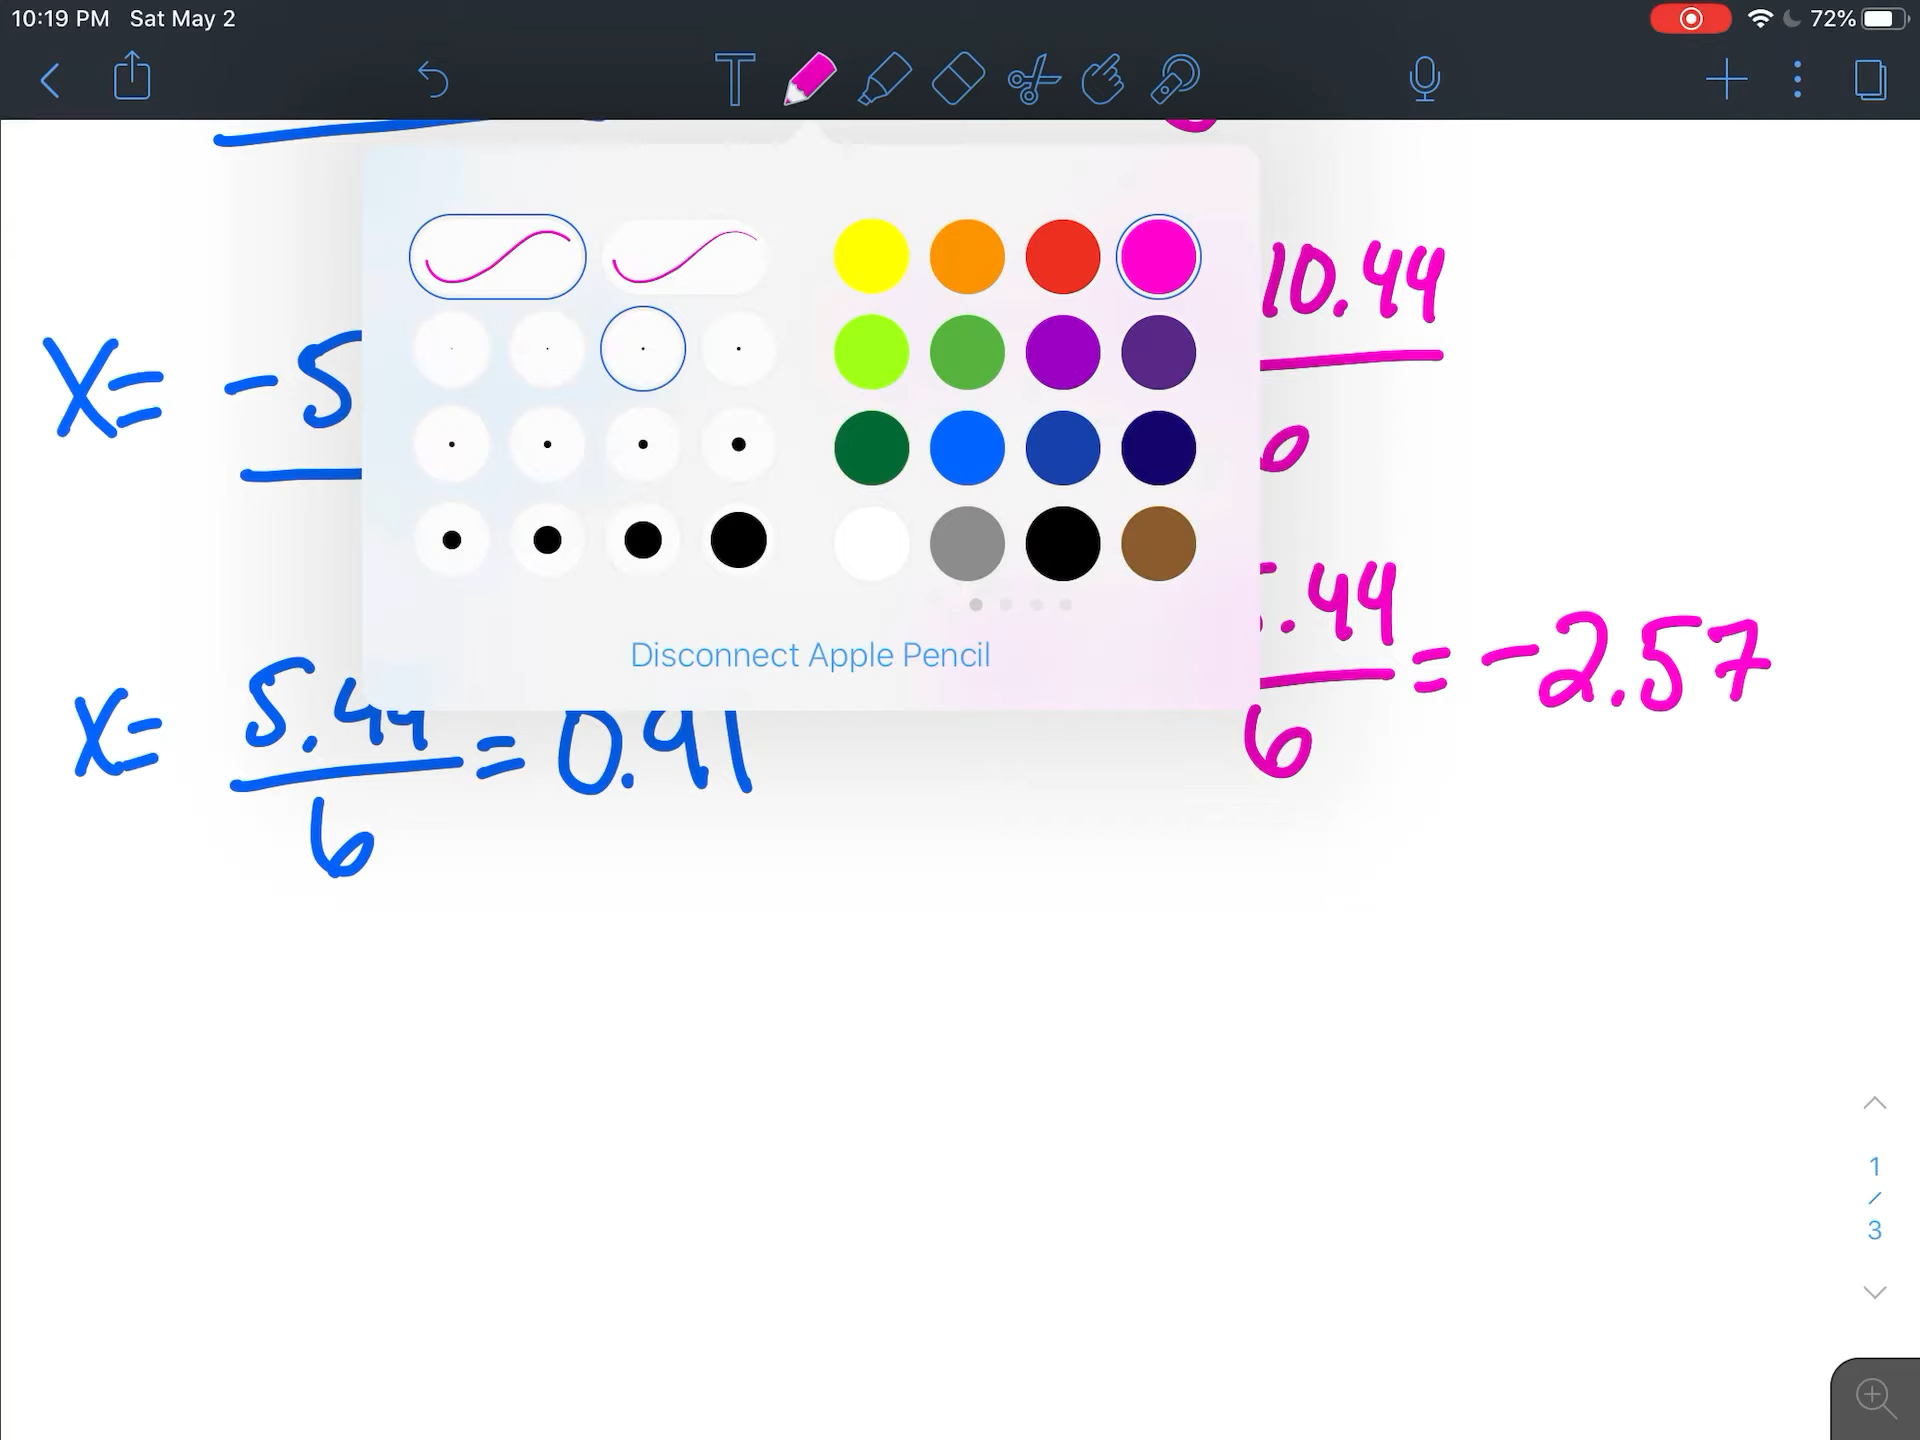 10:19 PM Sat May 2
72%
10.44
X= -5
Disconnect Apple Pencil
.44
= -2.57
6
X= 5.44
= 0.91
6
1
/
3